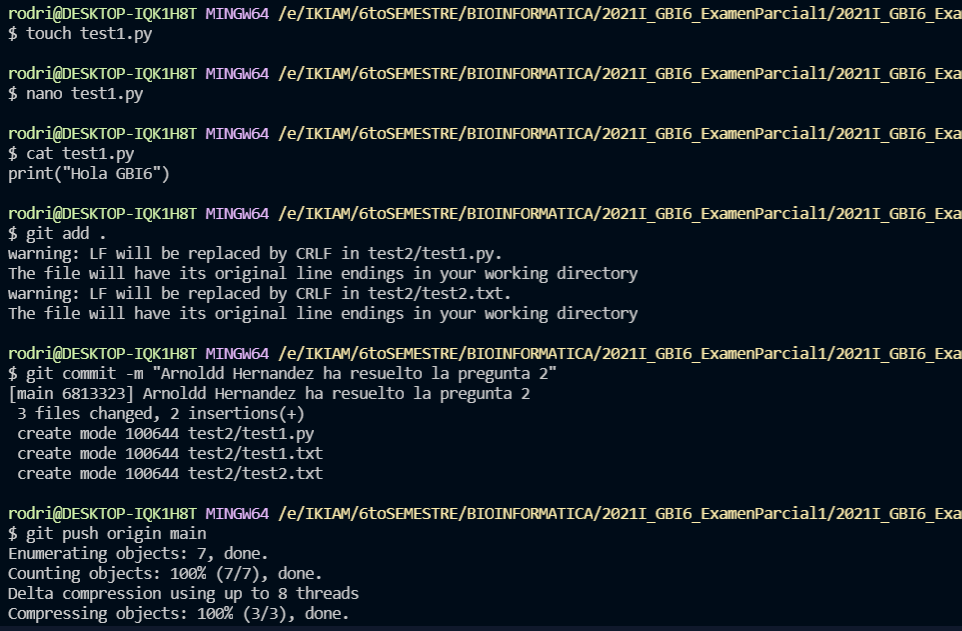 rodri@DESKTOP-IQK1H8T MINGW64 /e/IKIAM/6toSEMESTRE/BIOINFORMATICA/2021I_GBI6_ExamenParcial1/2021I_GBI6_Exa
$ touch test1.py
rodri@DESKTOP-IQK1H8T MINGW64 /e/IKIAM/6toSEMESTRE/BIOINFORMATICA/2021I_GBI6_ExamenParcial1/2021I_GBI6_Exa
$ nano test1.py
rodri@DESKTOP-IQK1H8T MINGW64 /e/IKIAM/6toSEMESTRE/BIOINFORMATICA/2021I_GBI6_ExamenParcial1/2021I_GBI6_Exa
$ cat test1.py
print("Hola GBI6")
rodri@DESKTOP-IQK1H8T MINGW64 /e/IKIAM/6toSEMESTRE/BIOINFORMATICA/2021I_GBI6_ExamenParcial1/2021I_GBI6_Exa
$ git add .
warning: LF will be replaced by CRLF in test2/test1.py.
The file will have its original line endings in your working directory
warning: LF will be replaced by CRLF in test2/test2.txt.
The file will have its original line endings in your working directory
rodri@DESKTOP-IQK1H8T MINGW64 /e/IKIAM/6toSEMESTRE/BIOINFORMATICA/2021I_GBI6_ExamenParcial1/2021I_GBI6_Exa
$ git commit -m "Arnoldd Hernandez ha resuelto la pregunta 2"
[main 6813323] Arnoldd Hernandez ha resuelto la pregunta 2
 3 files changed, 2 insertions(+)
 create mode 100644 test2/test1.py
 create mode 100644 test2/test1.txt
 create mode 100644 test2/test2.txt
rodri@DESKTOP-IQK1H8T MINGW64 /e/IKIAM/6toSEMESTRE/BIOINFORMATICA/2021I_GBI6_ExamenParcial1/2021I_GBI6_Exa
$ git push origin main
Enumerating objects: 7, done.
Counting objects: 100% (7/7), done.
Delta compression using up to 8 threads
Compressing objects: 100% (3/3), done.